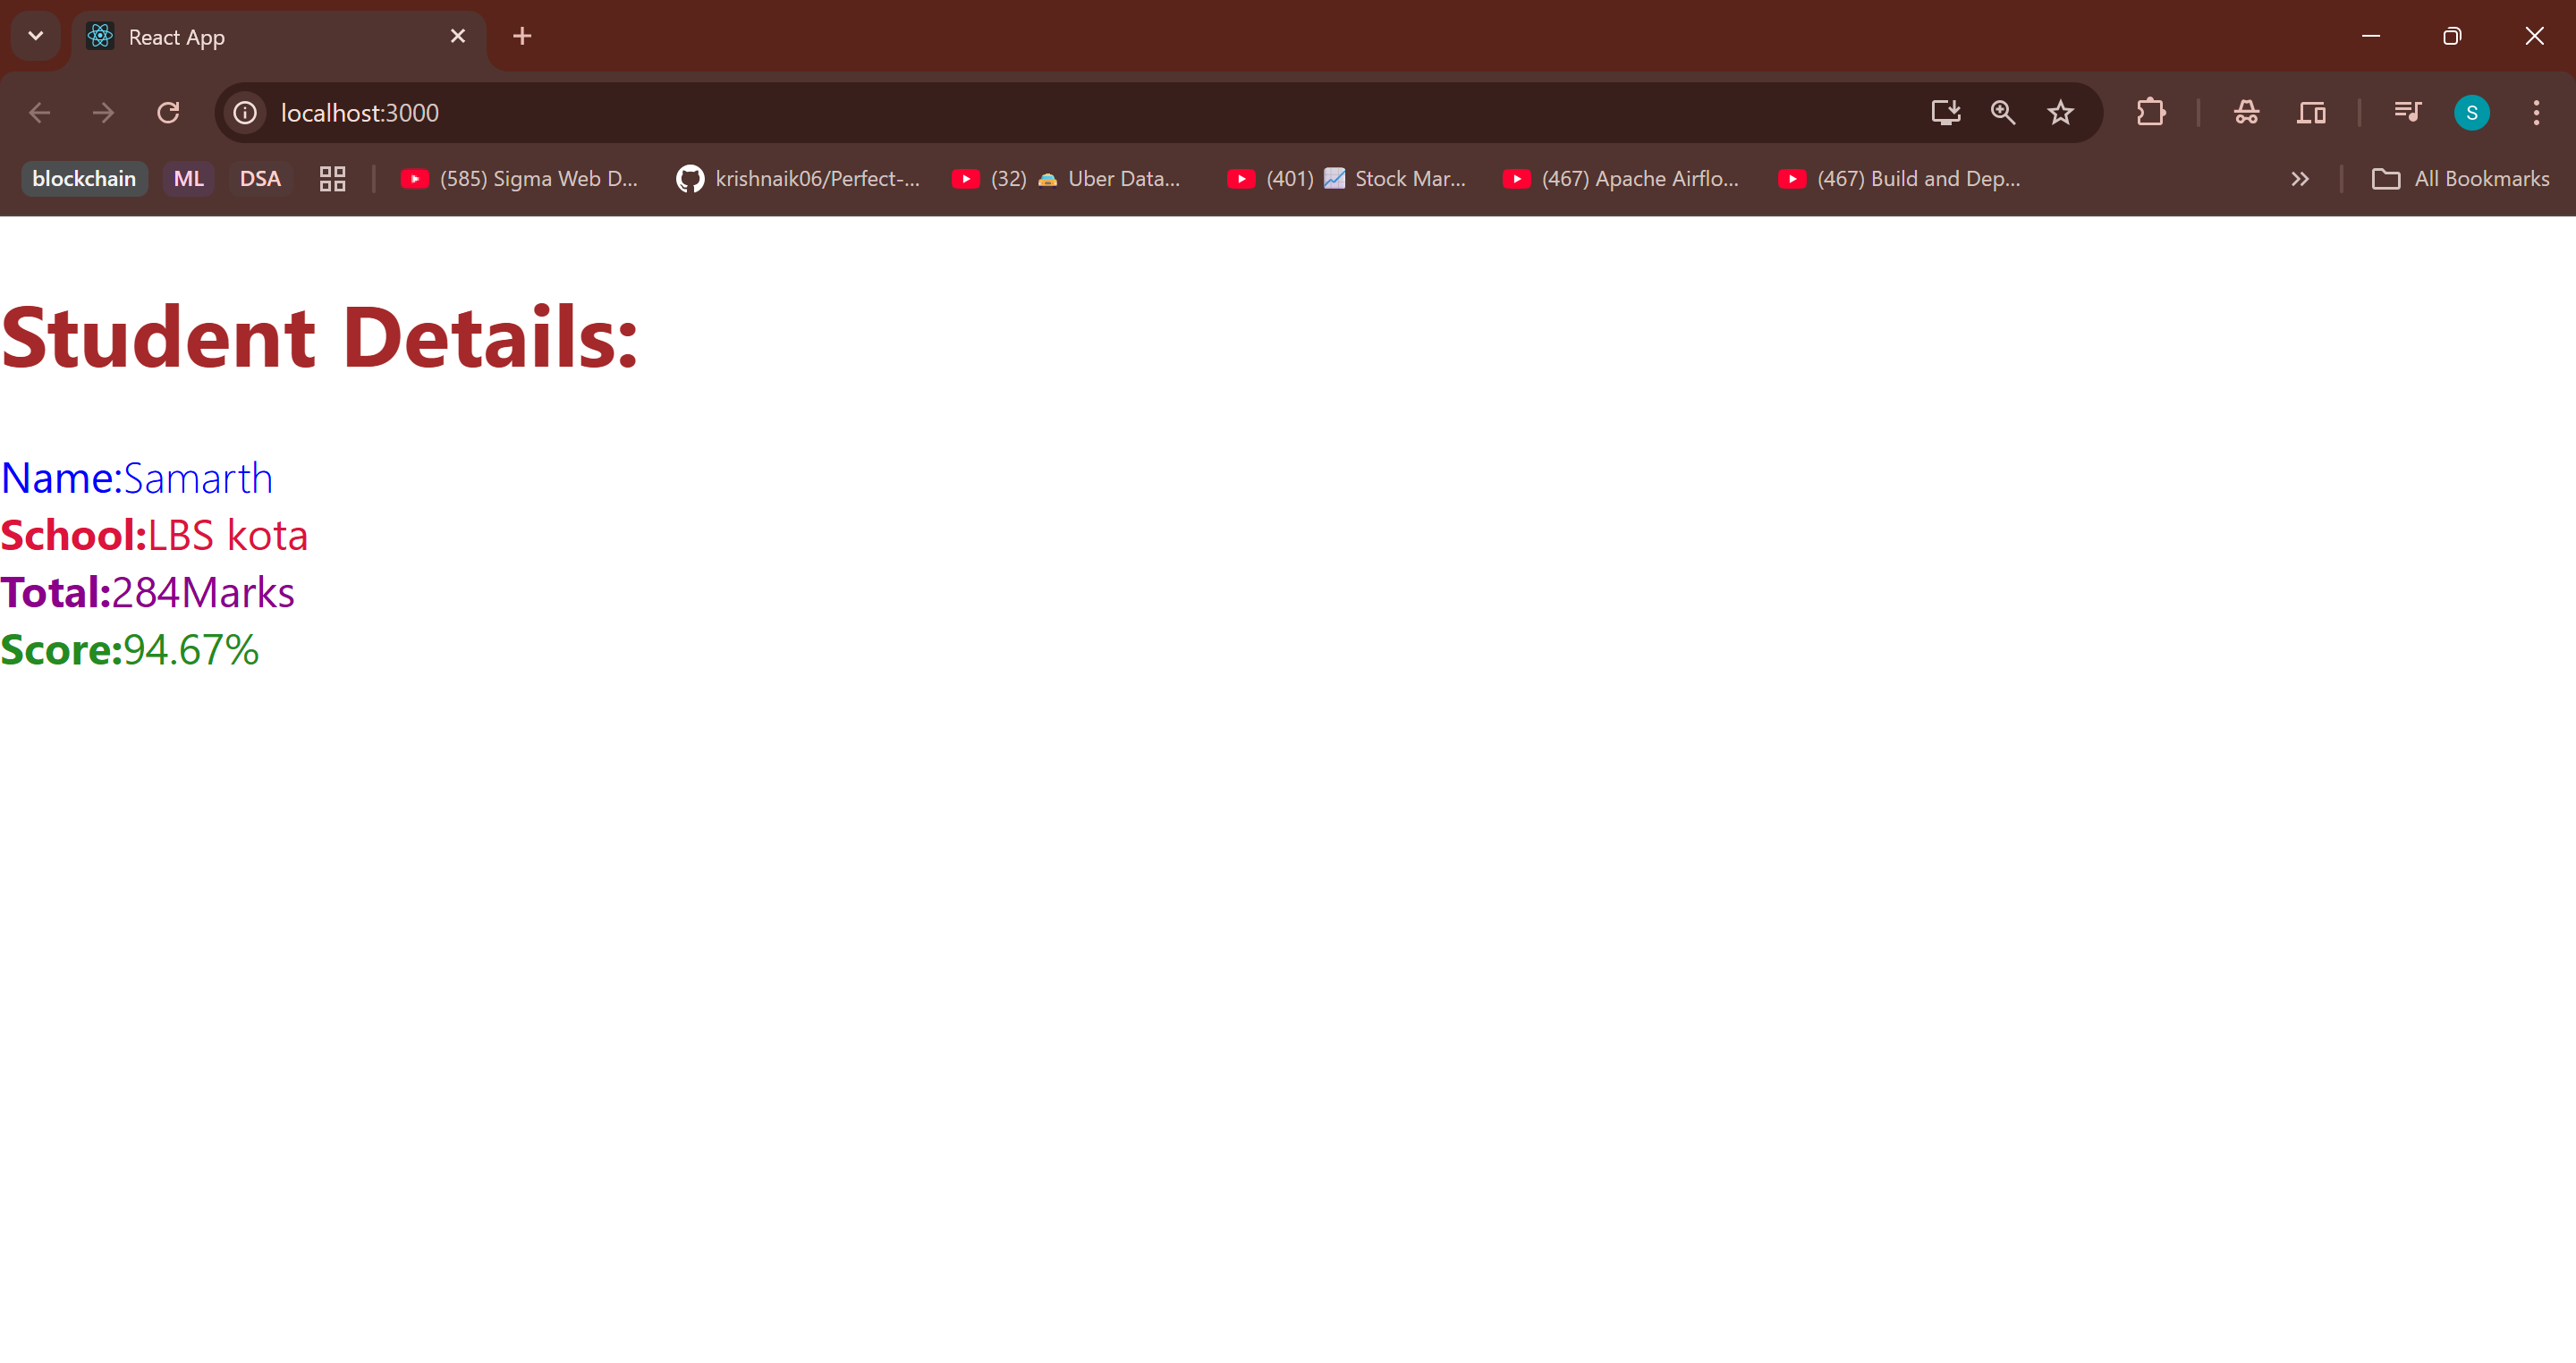 React App
localhost:3000
S
blockchain ML DSA (585) Sigma Web D... krishnaik06/Perfect-... (32) 🚖 Uber Data... (401) 📈 Stock Mar... (467) Apache Airflo... (467) Build and Dep... All Bookmarks
Student Details:
Name:Samarth
School:LBS kota
Total:284Marks
Score:94.67%